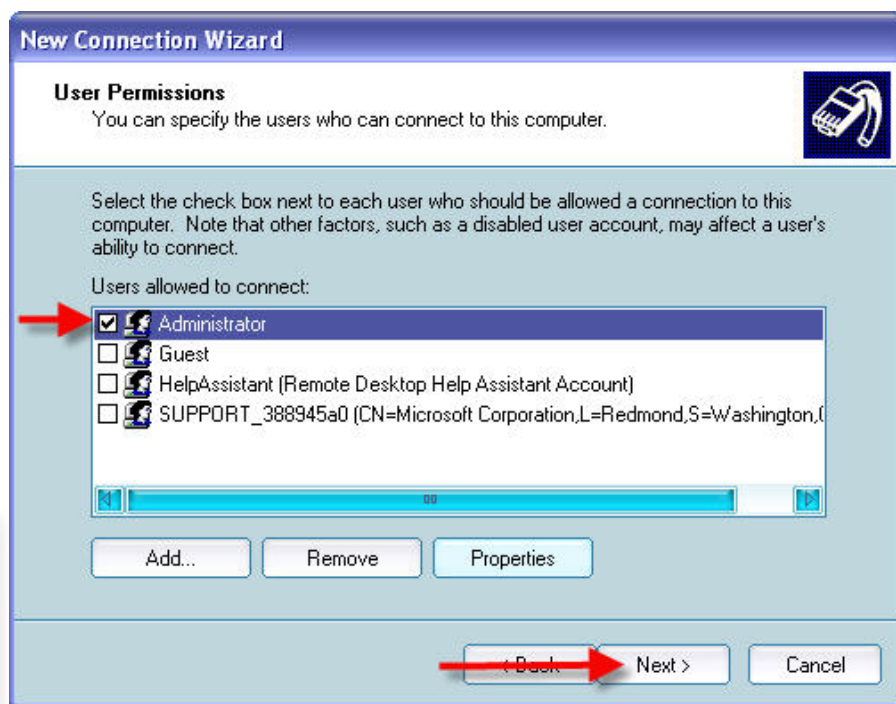 New Connection Wizard
User Permissions
You can specify the users who can connect to this computer.
Select the check box next to each user who should be allowed a connection to this
computer. Note that other factors, such as a disabled user account, may affect a user's
ability to connect.
Users allowed to connect:
Administrator
Guest
HelpAssistant (Remote Desktop Help Assistant Account)
SUPPORT_388945a0 (CN=Microsoft Corporation,L=Redmond,S=Washington,
Add... Remove Properties
< Back Next > Cancel